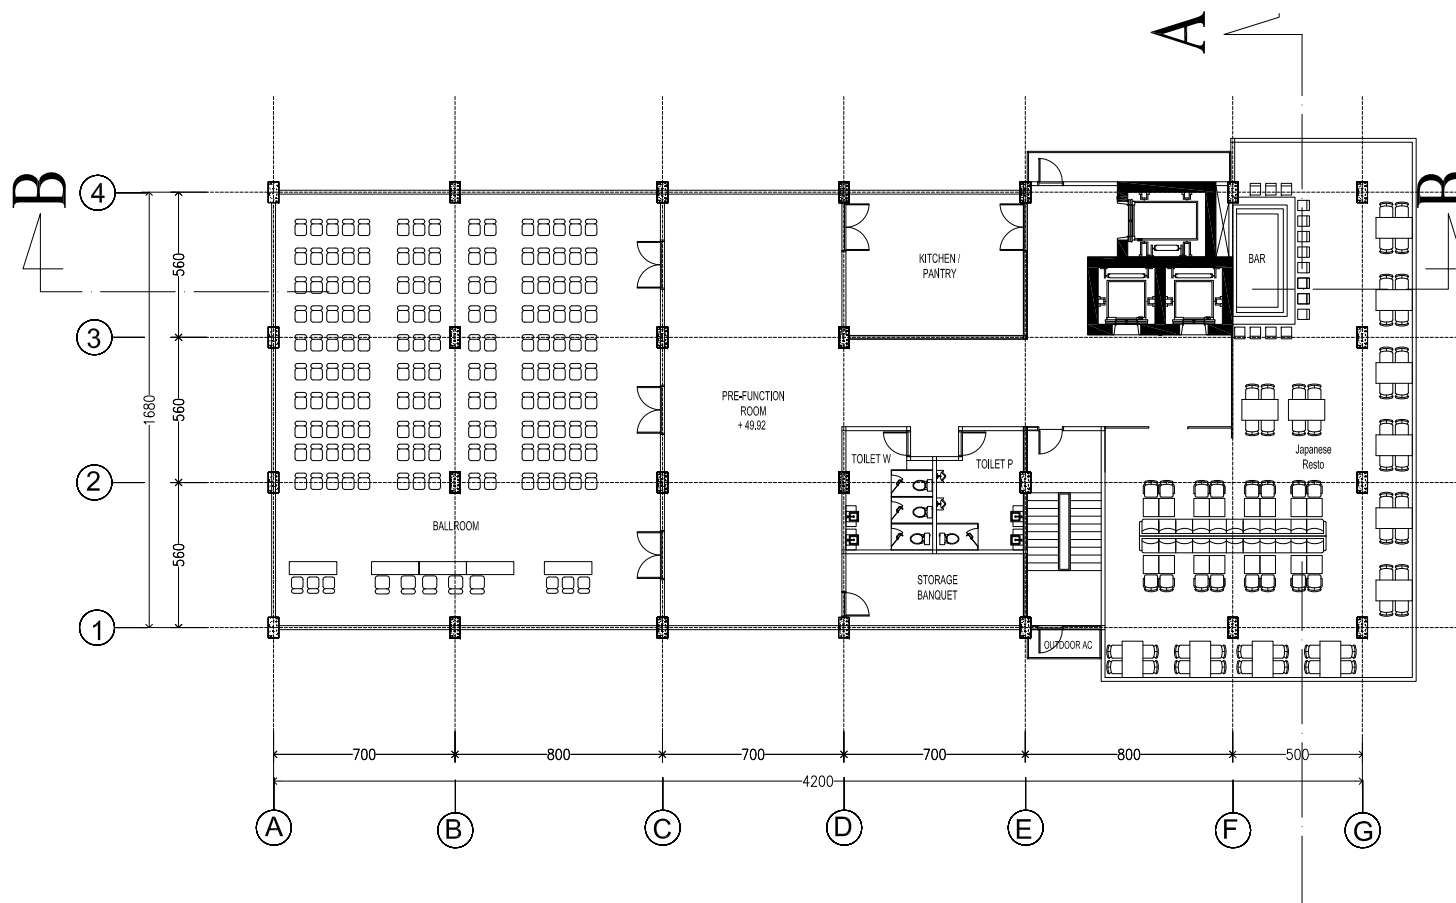 A
B
B
4
3
2
1
560
560
560
1680
KITCHEN /
PANTRY
BAR
PRE-FUNCTION
ROOM
+ 49.92
TOILET W
TOILET P
Japanese
Resto
BALLROOM
STORAGE
BANQUET
OUTDOOR AC
700
800
700
700
800
500
4200
A
B
C
D
E
F
G